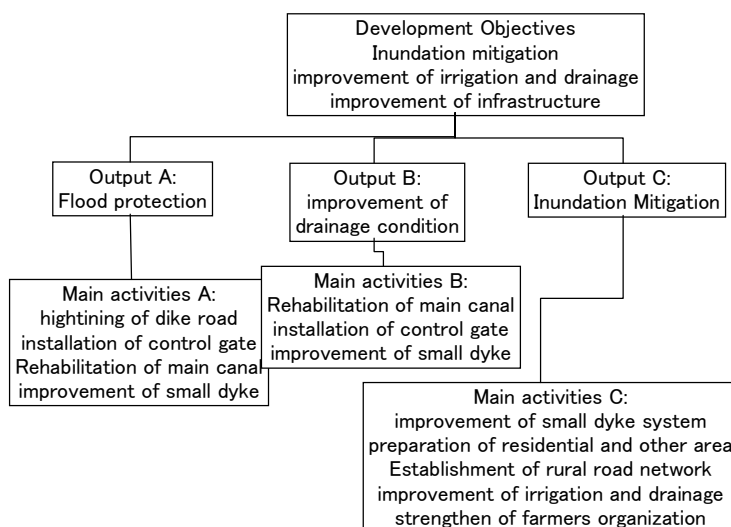 Development Objectives
Inundation mitigation
improvement of irrigation and drainage
improvement of infrastructure
Output A:
Flood protection
Output B:
improvement of
drainage condition
Output C:
Inundation Mitigation
Main activities A:
hightining of dike road
installation of control gate
Rehabilitation of main canal
improvement of small dyke
Main activities B:
Rehabilitation of main canal
installation of control gate
improvement of small dyke
Main activities C:
improvement of small dyke system
preparation of residential and other area
Establishment of rural road network
improvement of irrigation and drainage
strengthen of farmers organization